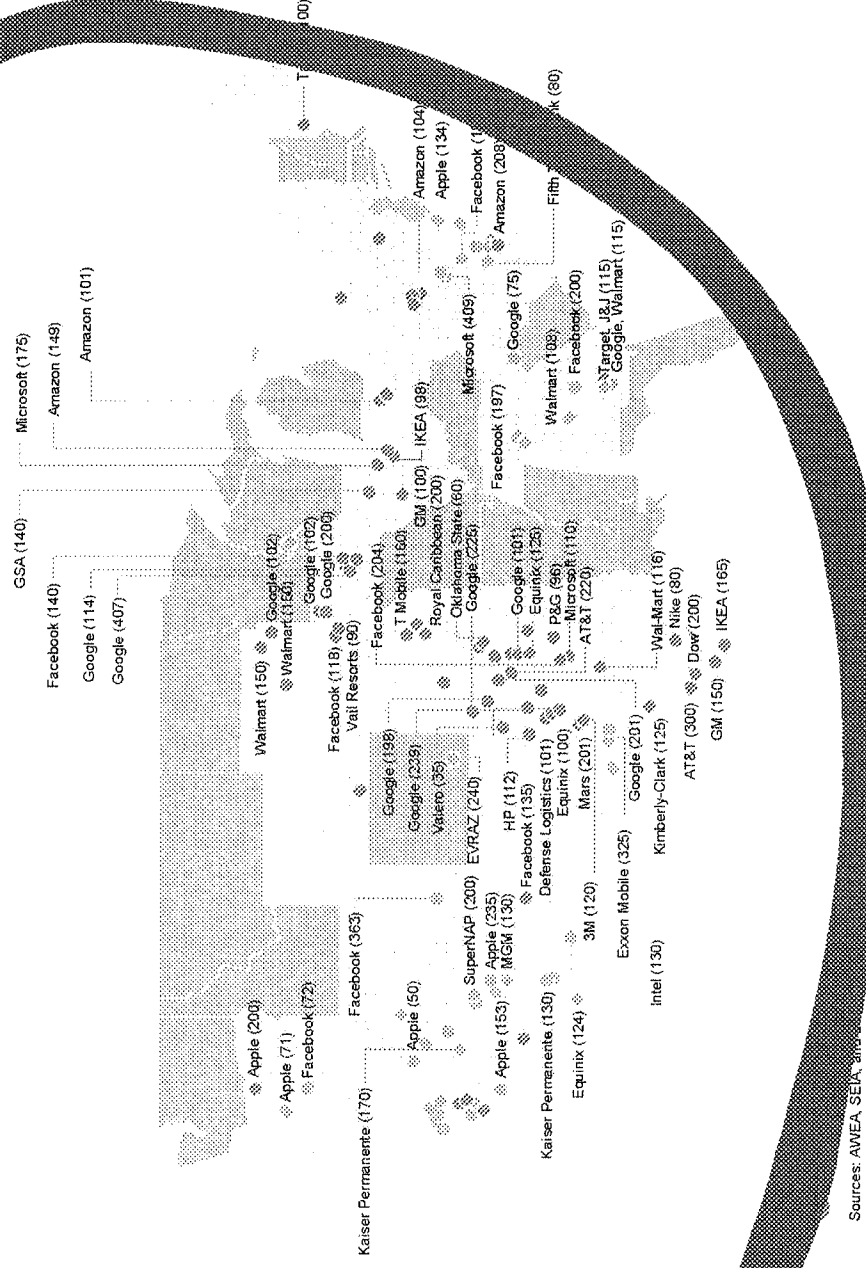 GSA (140)
Microsoft (175)
Facebook (140)
Amazon (149)
Amazon (101)
Google (114)
Google (407)
Apple (200)
Walmart (150)
Google (102)
Apple (71)
Walmart
Facebook (72)
Google (102)
Google (200)
Facebook (118)
Vail Resorts (90)
Facebook (363)
Kaiser Permanente (170)
Facebook (204)
Google (198)
T Mobile
Apple (50)
Google (239)
GM (100)
IKEA (98)
Amazon (104)
Valero (35)
Royal Caribbean (200)
Apple (134)
Oklahoma State (60)
SuperNAP (200)
EVRAZ (240)
Google (225)
Microsoft (409)
Facebook
Apple (235)
Facebook (197)
Amazon (208)
Apple (153)
MGM (130)
HP (112)
Google (101)
Google (75)
Facebook (135)
Equinix (125)
Kaiser Permanente (130)
Defense Logistics (101)
P&G (96)
Walmart
Fifth (80)
Equinix (100)
Microsoft (110)
Facebook (200)
Equinix (124)
3M (120)
Mars (201)
AT&T (220)
Target, J&J (115)
Google, Walmart (115)
Exxon Mobile (325)
Google (201)
Intel (130)
Kimberly-Clark (125)
Wal-Mart (116)
Nike (80)
AT&T (300)
Dow (200)
GM (150)
IKEA (165)
Sources: AWEA, SEIA, and